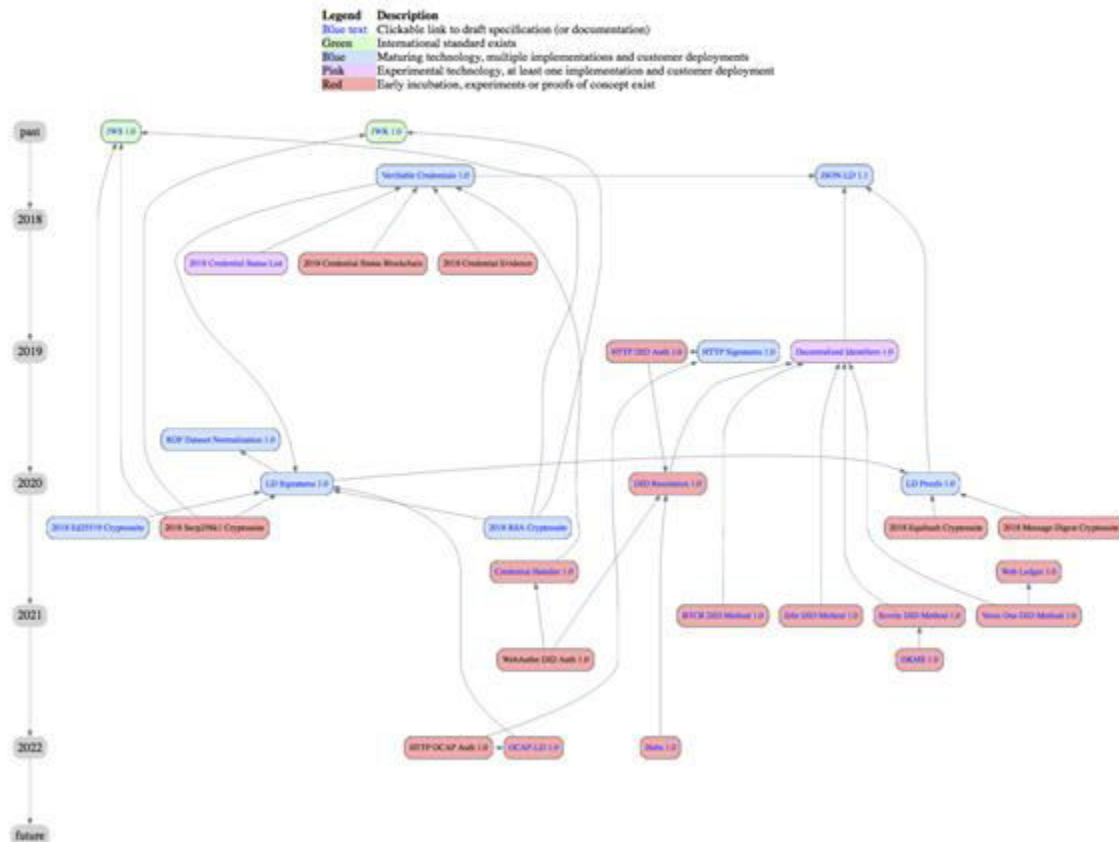 Legend Description
Blue text Clickable link to draft specification (or documentation)
Green International standard exists
Blue Maturing technology, multiple implementations and customer deployments
Pink Experimental technology, at least one implementation and customer deployment
Red Early incubation, experiments or proofs of concept exist
past
JWS 1.0
JWK 1.0
Verifiable Credentials 1.0
JSON-LD 1.1
2018
2018 Credential Status List
2018 Credential Status Blockchain
2018 Credential Evidence
2019
HTTP DID Auth 1.0
HTTP Signatures 1.0
Decentralized Identifiers 1.0
RDF Dataset Normalization 1.0
2020
LD Signatures 1.0
DID Resolution 1.0
LD Proofs 1.0
2018 Ed25519 Cryptosuite
2018 Secp256k1 Cryptosuite
2018 RSA Cryptosuite
2018 Equihash Cryptosuite
2018 Message Digest Cryptosuite
Credential Handler 1.0
Web Ledger 1.0
2021
BTCR DID Method 1.0
DID Method 1.0
Sovrin DID Method 1.0
Veres One DID Method 1.0
WebAuthn DID Auth 1.0
DKMS 1.0
2022
HTTP OCAP Auth 1.0
OCAP-LD 1.0
Hubs 1.0
future